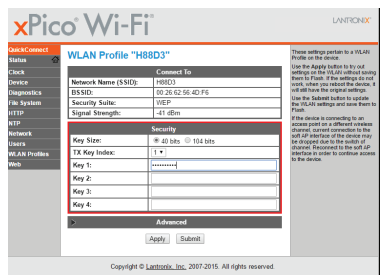 xPico® Wi-Fi®
LANTRONIX®
QuickConnect
Status
Clock
Device
Diagnostics
File System
HTTP
NTP
Network
Users
WLAN Profiles
Web
WLAN Profile "H88D3"
Connect To
Network Name (SSID): H88D3
BSSID: 00:26:62:56:4D:F6
Security Suite: WEP
Signal Strength: -41 dBm
Security
Key Size: 40 bits 104 bits
TX Key Index: 1
Key 1: ••••••••••
Key 2:
Key 3:
Key 4:
> Advanced
Apply Submit
These settings pertain to a WLAN
Profile on the device.
Use the Apply button to try out
settings on the WLAN without saving
them to Flash. If the settings do not
work, when you reboot the device, it
will still have the original settings.
Use the Submit button to update
the WLAN settings and save them to
Flash.
If the device is connecting to an
access point on a different wireless
channel, current connection to the
soft AP interface of the device may
be dropped due to the switch of
channel. Reconnect to the soft AP
interface in order to continue access
to the device.
Copyright © Lantronix, Inc. 2007-2015. All rights reserved.